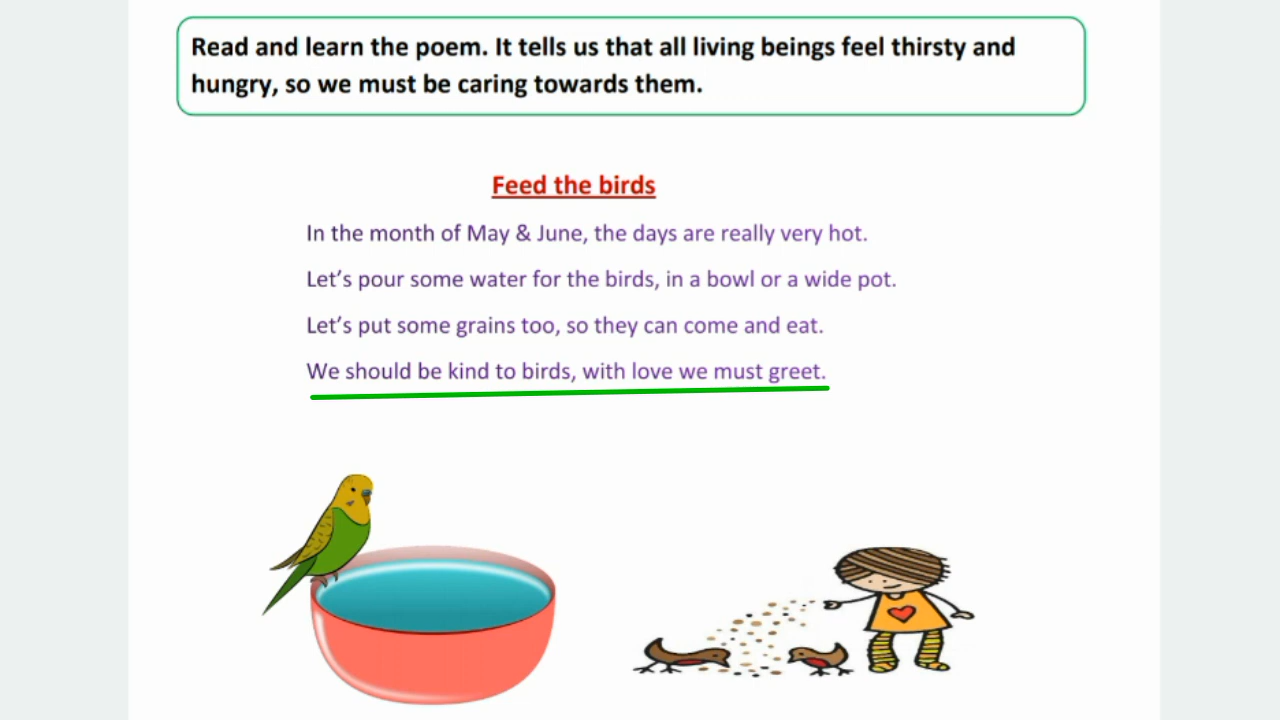 Read and learn the poem. It tells us that all living beings feel thirsty and
hungry, so we must be caring towards them.
Feed the birds
In the month of May & June, the days are really very hot.
Let’s pour some water for the birds, in a bowl or a wide pot.
Let’s put some grains too, so they can come and eat.
We should be kind to birds, with love we must greet.